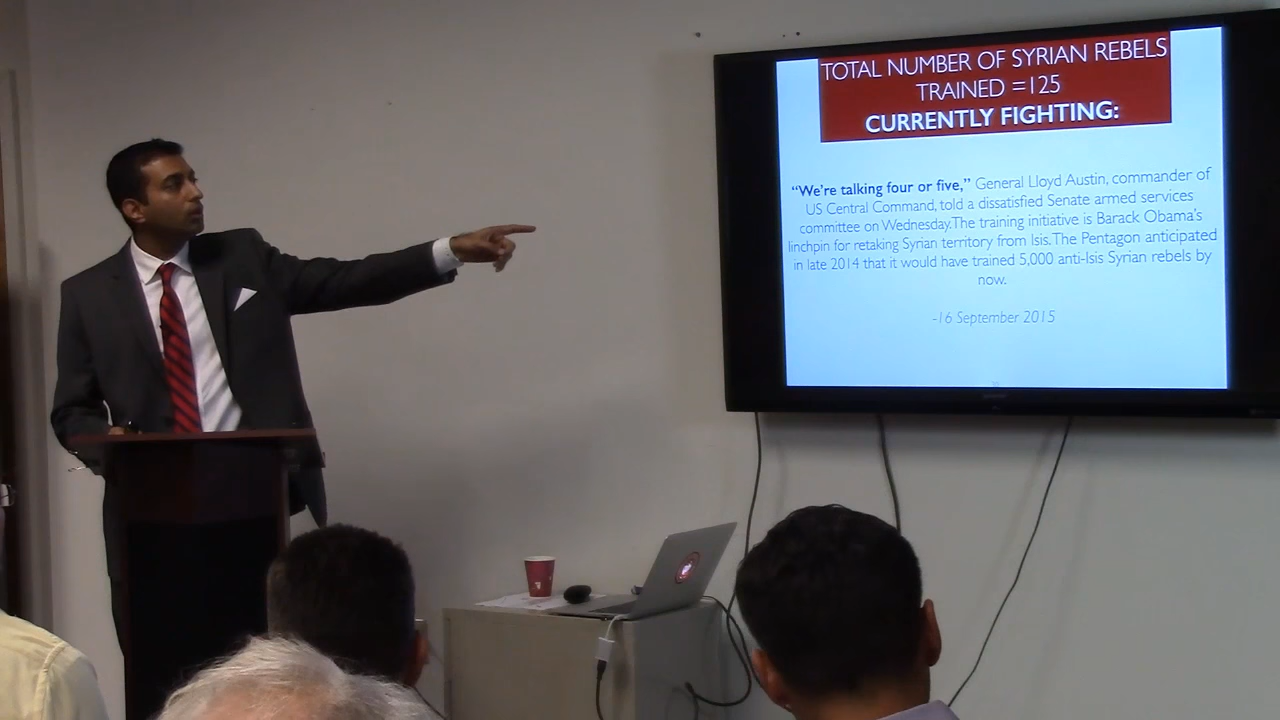 TOTAL NUMBER OF SYRIAN REBELS
TRAINED =125
CURRENTLY FIGHTING:
“We’re talking four or five,” General Lloyd Austin, commander of
US Central Command, told a dissatisfied Senate armed services
committee on Wednesday.The training initiative is Barack Obama’s
linchpin for retaking Syrian territory from Isis.The Pentagon anticipated
in late 2014 that it would have trained 5,000 anti-Isis Syrian rebels by
now.
-16 September 2015